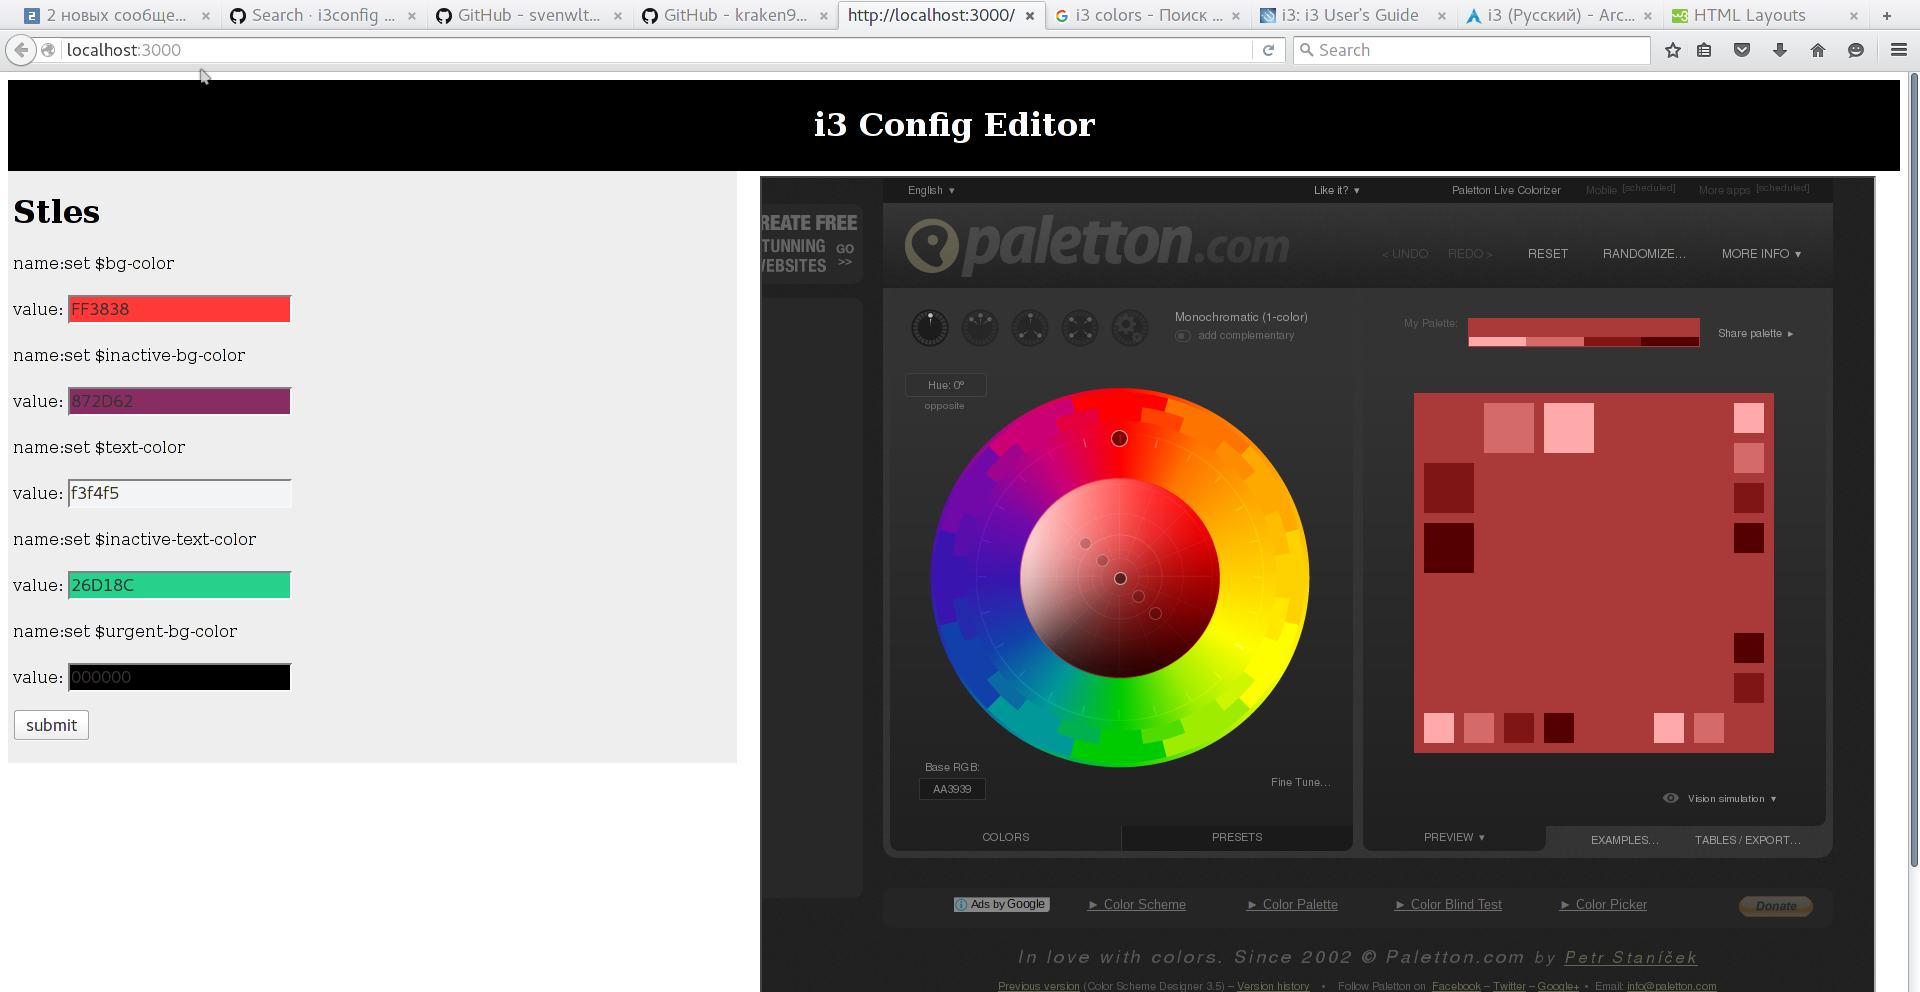 2 новых сообще...
Search · i3config ...
GitHub - svenwlt...
GitHub - kraken9...
http://localhost:3000/
i3 colors - Поиск ...
i3: i3 User's Guide
i3 (Русский) - Arc...
HTML Layouts
localhost:3000
Search
i3 Config Editor
Stles
name:set $bg-color
value: FF3838
name:set $inactive-bg-color
value: 872D62
name:set $text-color
value: f3f4f5
name:set $inactive-text-color
value: 26D18C
name:set $urgent-bg-color
value: 000000
submit
English ▼
Like it? ▼
Paletton Live Colorizer
Mobile [scheduled]
More apps [scheduled]
REATE FREE
TUNNING
EBSITES
GO
>>
paletton.com
< UNDO
REDO >
RESET
RANDOMIZE...
MORE INFO ▼
Monochromatic (1-color)
add complementary
My Palette:
Share palette ►
Hue: 0º
opposite
Base RGB:
AA3939
Fine Tune...
Vision simulation ▼
COLORS
PRESETS
PREVIEW ▼
EXAMPLES...
TABLES / EXPORT...
Ads by Google
► Color Scheme
► Color Palette
► Color Blind Test
► Color Picker
Donate
In love with colors. Since 2002 © Paletton.com by Petr Staníček
Previous version (Color Scheme Designer 3.5) – Version history • Follow Paletton on Facebook – Twitter – Google+ • Email: info@paletton.com